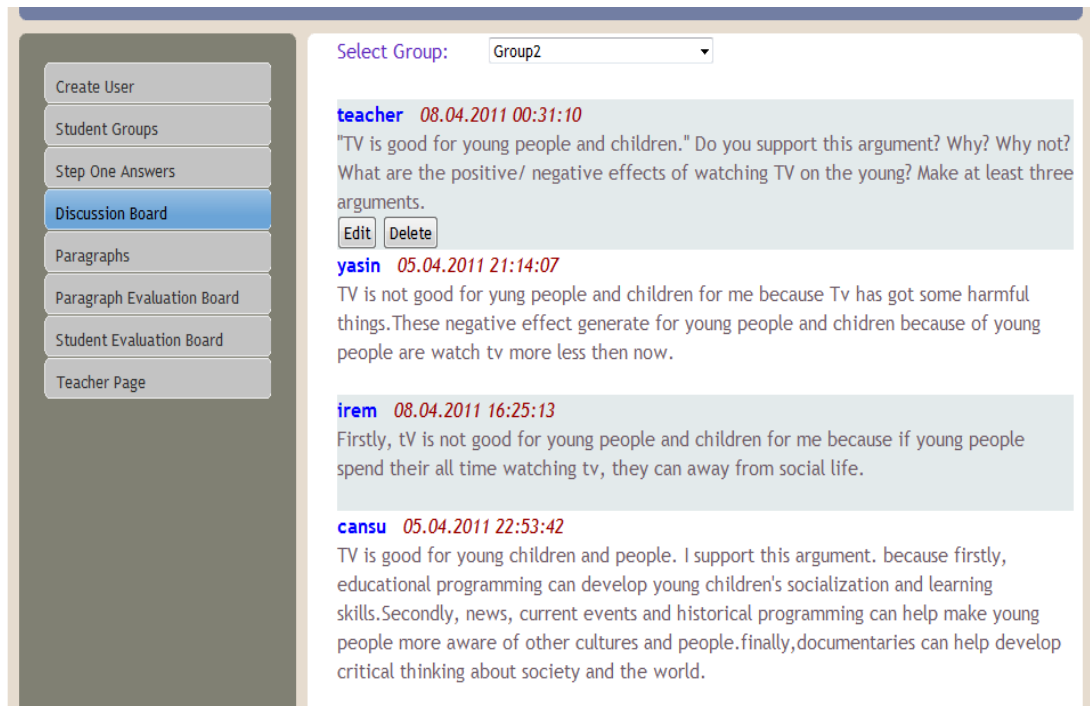 Create User
Student Groups
Step One Answers
Discussion Board
Paragraphs
Paragraph Evaluation Board
Student Evaluation Board
Teacher Page
Select Group: Group2
teacher 08.04.2011 00:31:10
"TV is good for young people and children." Do you support this argument? Why? Why not?
What are the positive/ negative effects of watching TV on the young? Make at least three
arguments.
Edit Delete
yasin 05.04.2011 21:14:07
TV is not good for yung people and children for me because Tv has got some harmful
things.These negative effect generate for young people and chidren because of young
people are watch tv more less then now.
irem 08.04.2011 16:25:13
Firstly, tV is not good for young people and children for me because if young people
spend their all time watching tv, they can away from social life.
cansu 05.04.2011 22:53:42
TV is good for young children and people. I support this argument. because firstly,
educational programming can develop young children's socialization and learning
skills.Secondly, news, current events and historical programming can help make young
people more aware of other cultures and people.finally,documentaries can help develop
critical thinking about society and the world.